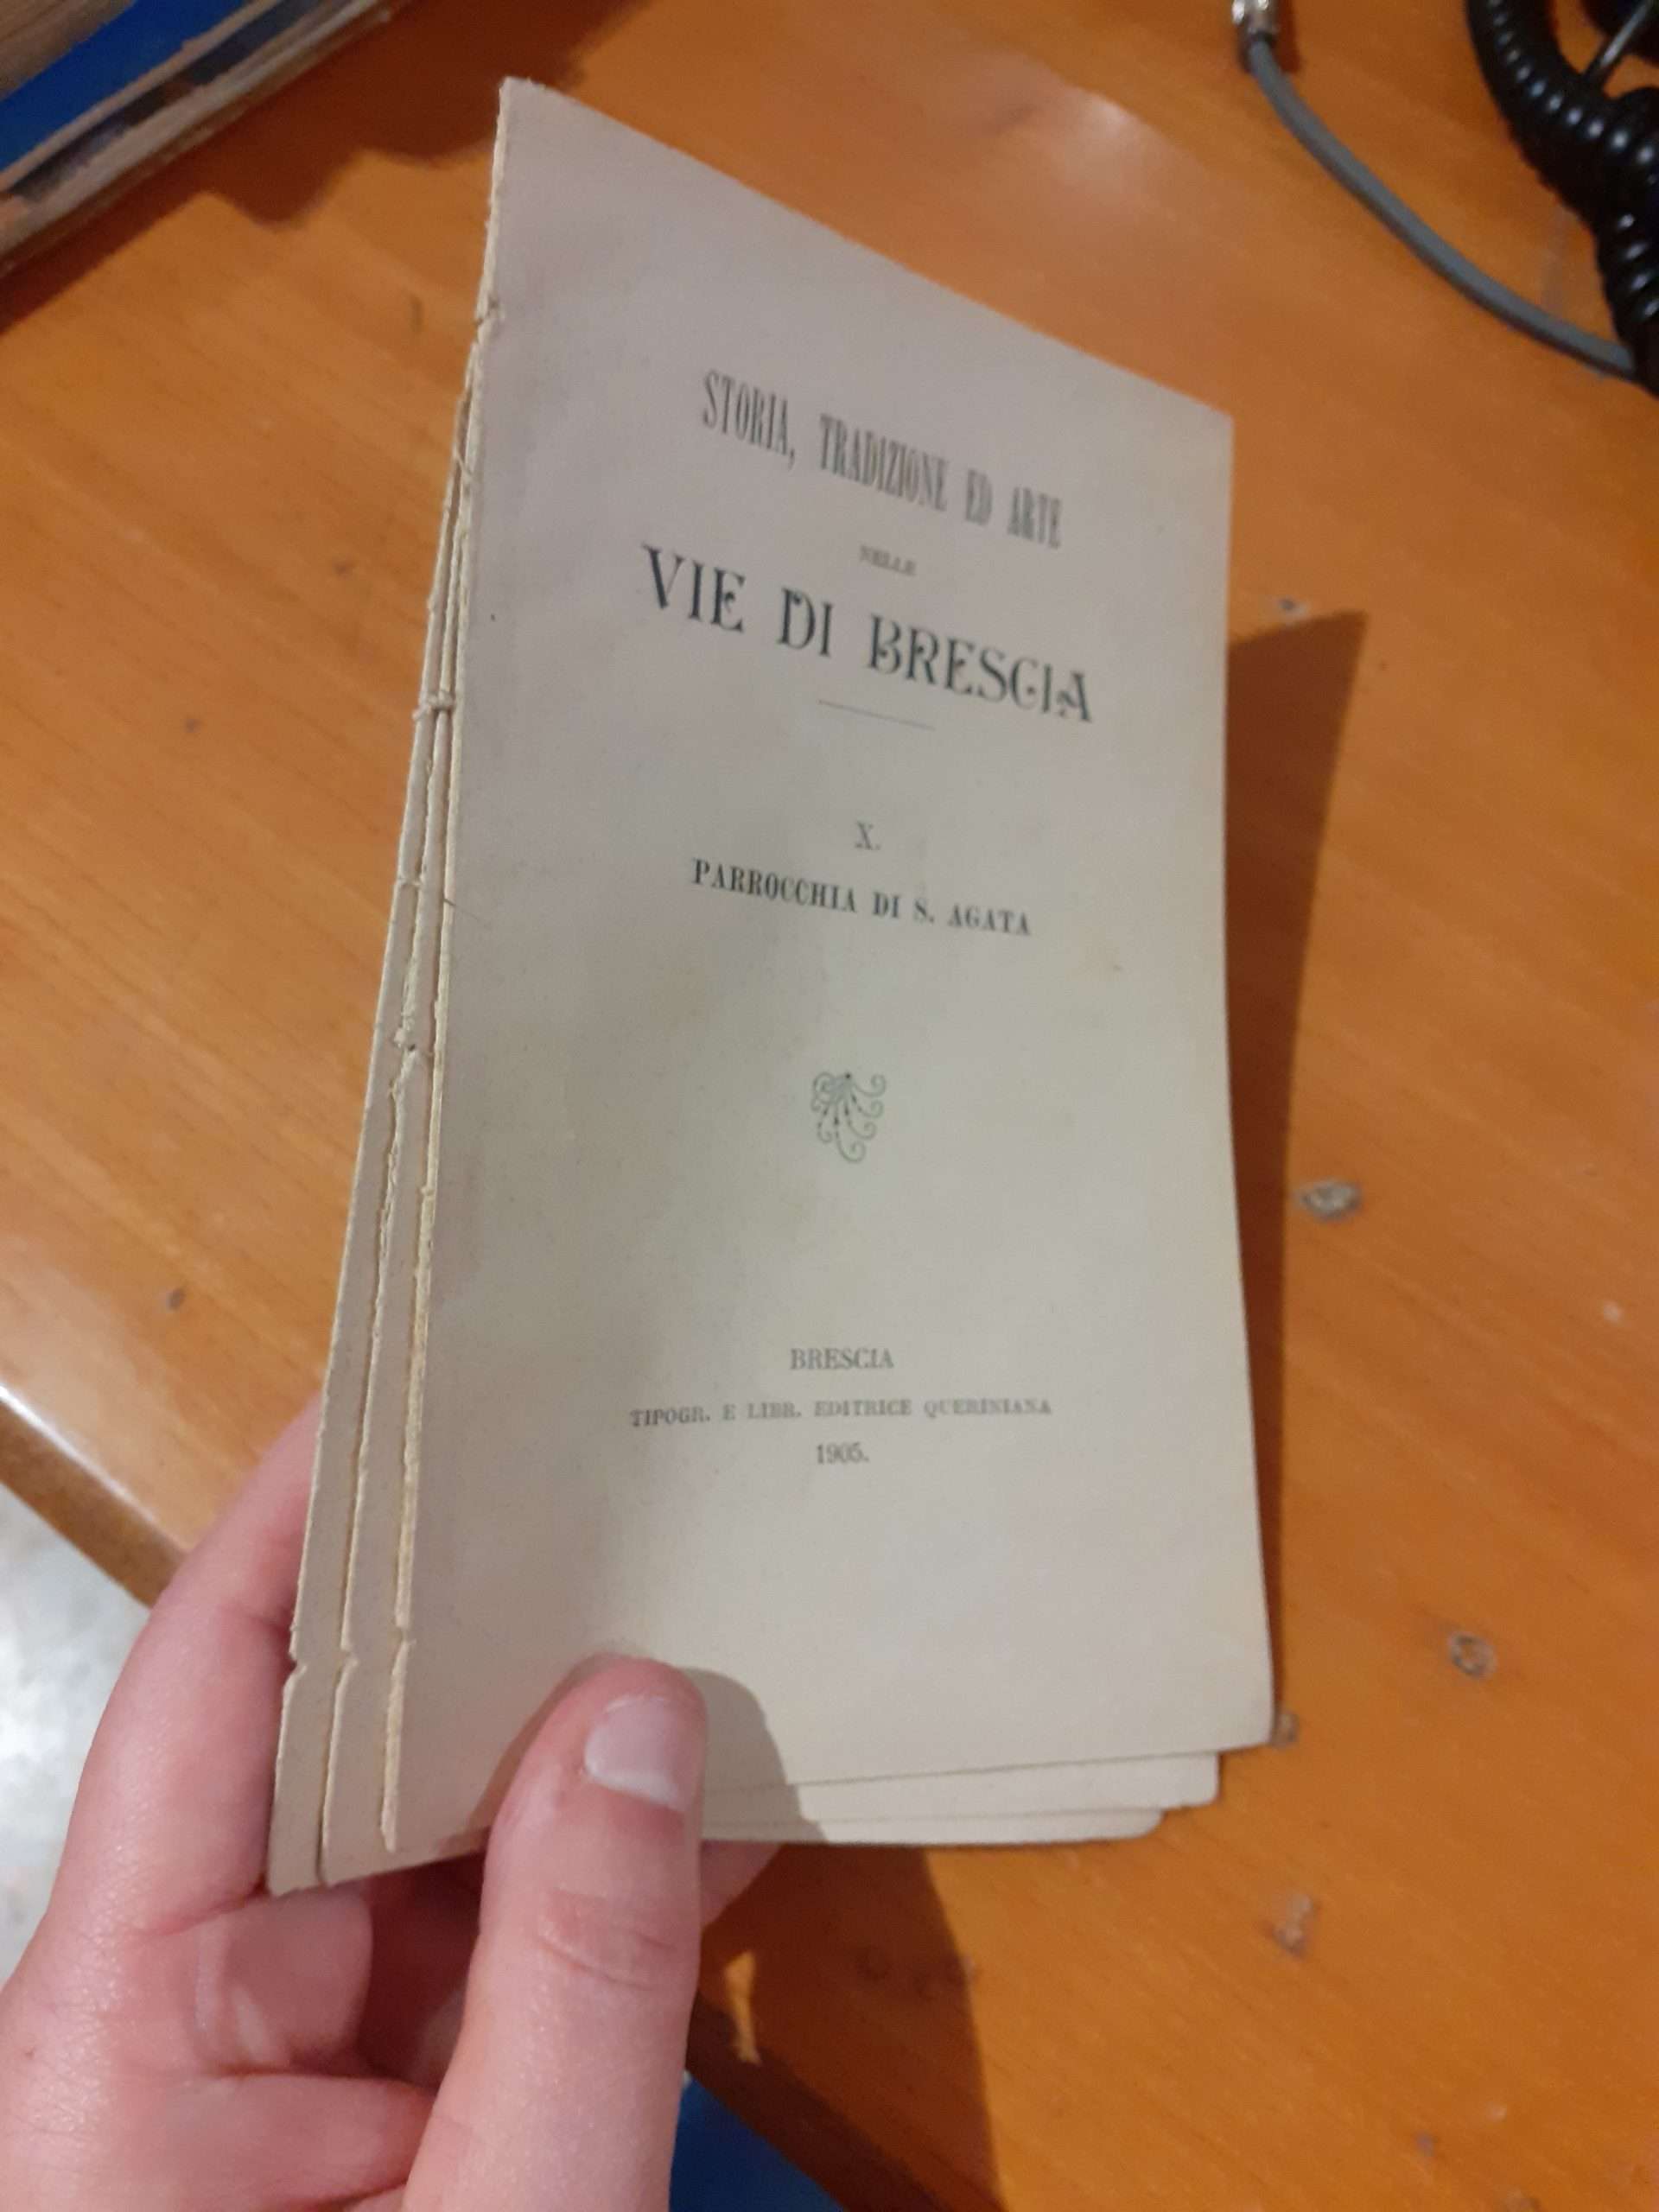 STORIA, TRADIZIONE ED ARTE
NELLE
VIE DI BRESCIA
X.
PARROCCHIA DI S. AGATA
BRESCIA
TIPOGR. E LIBR. EDITRICE QUERINIANA
1905.